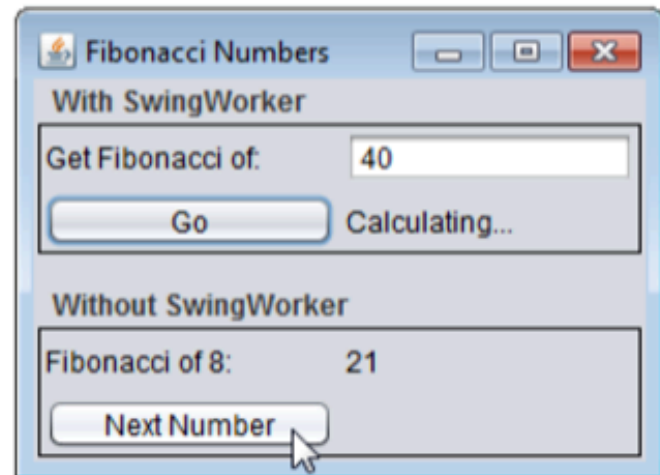 Fibonacci Numbers
With SwingWorker
Get Fibonacci of: 40
Go Calculating...
Without SwingWorker
Fibonacci of 8: 21
Next Number